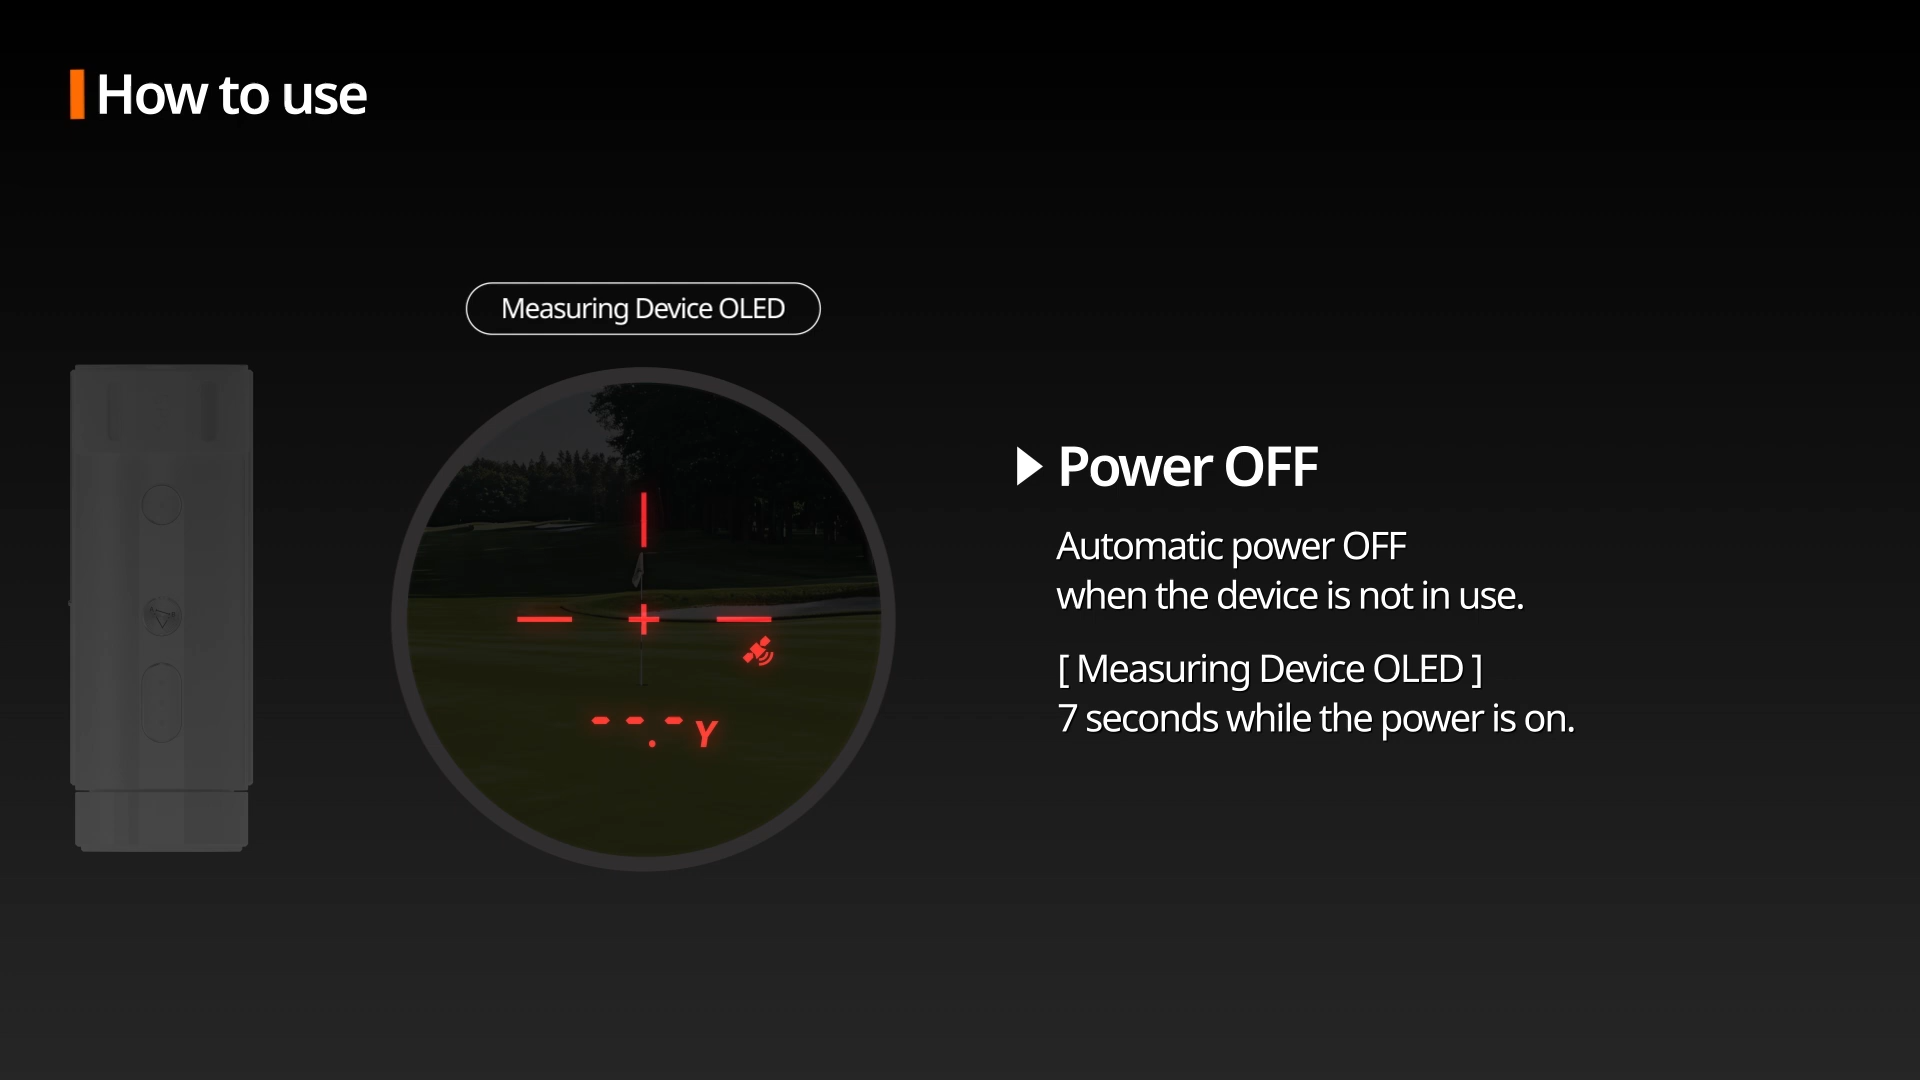 How to use
Measuring Device OLED
---.- Y
Power OFF
Automatic power OFF
when the device is not in use.
[ Measuring Device OLED ]
7 seconds while the power is on.